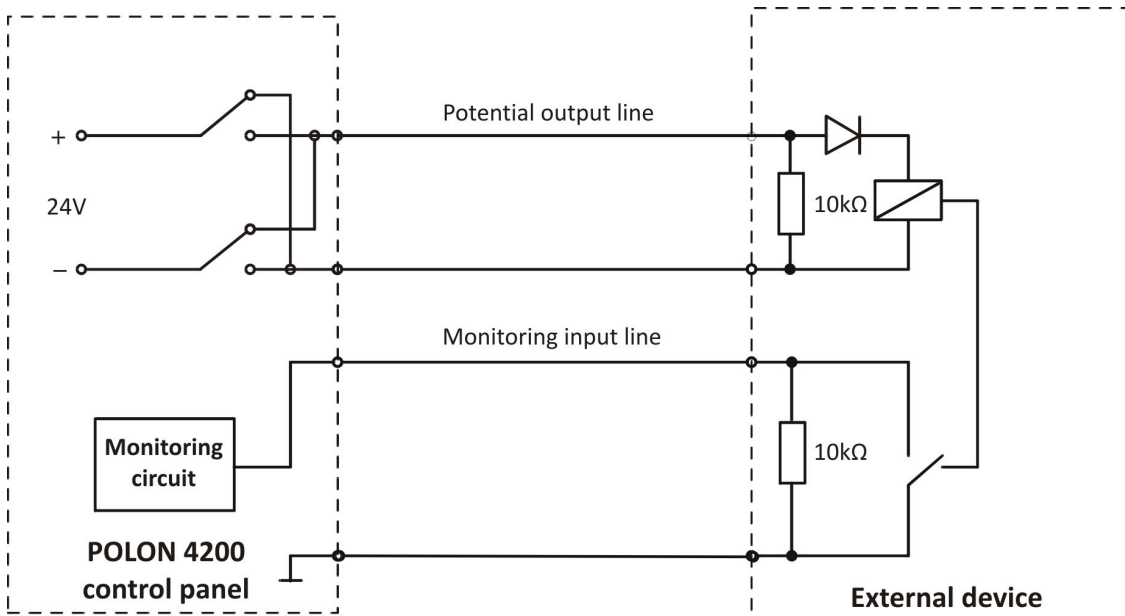 Potential output line
+
24V
10kΩ
−
Monitoring input line
Monitoring
circuit
10kΩ
POLON 4200
control panel
External device